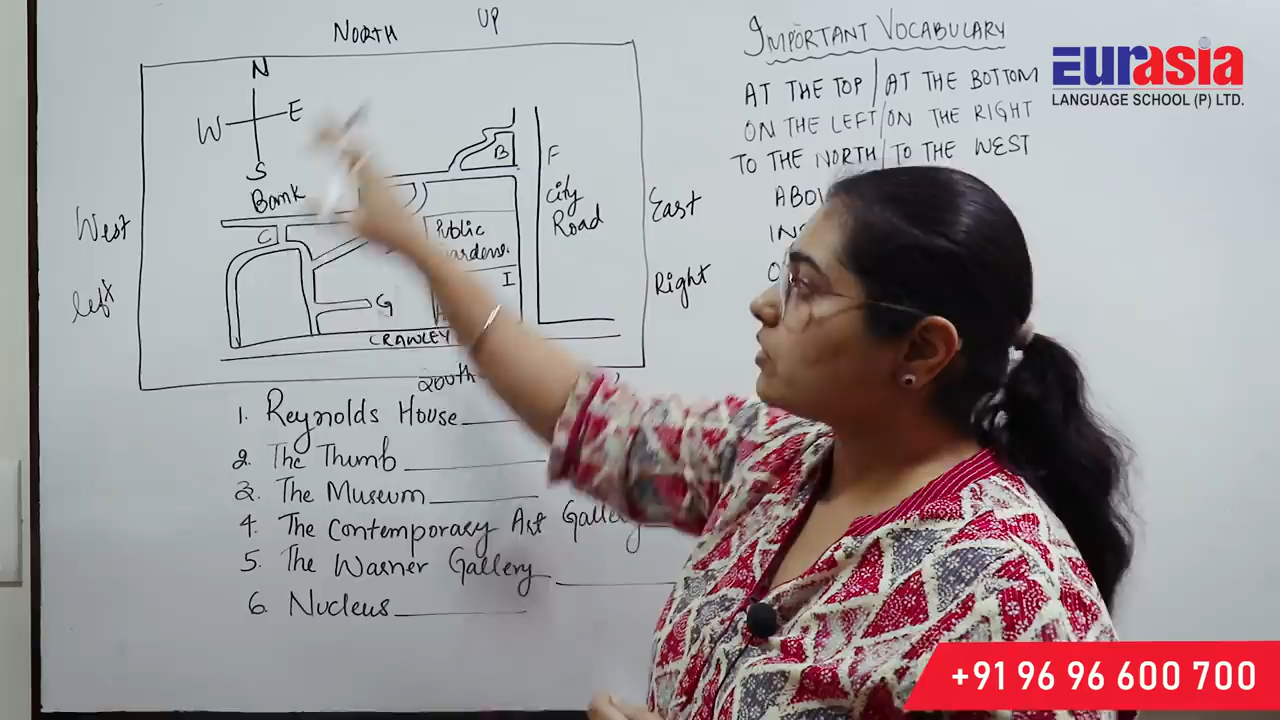 NORTH UP
N
W E
S
Bank
C
B
F
City
Road
Public
Gardens.
I
G
CRAWLEY
South
West
left
East
Right
1. Reynolds House
2. The Thumb
3. The Museum
4. The Contemporary Art Gallery
5. The Warner Gallery
6. Nucleus
IMPORTANT VOCABULARY
AT THE TOP / AT THE BOTTOM
ON THE LEFT / ON THE RIGHT
TO THE NORTH / TO THE WEST
Eurasia
LANGUAGE SCHOOL (P) LTD.
+91 96 96 600 700